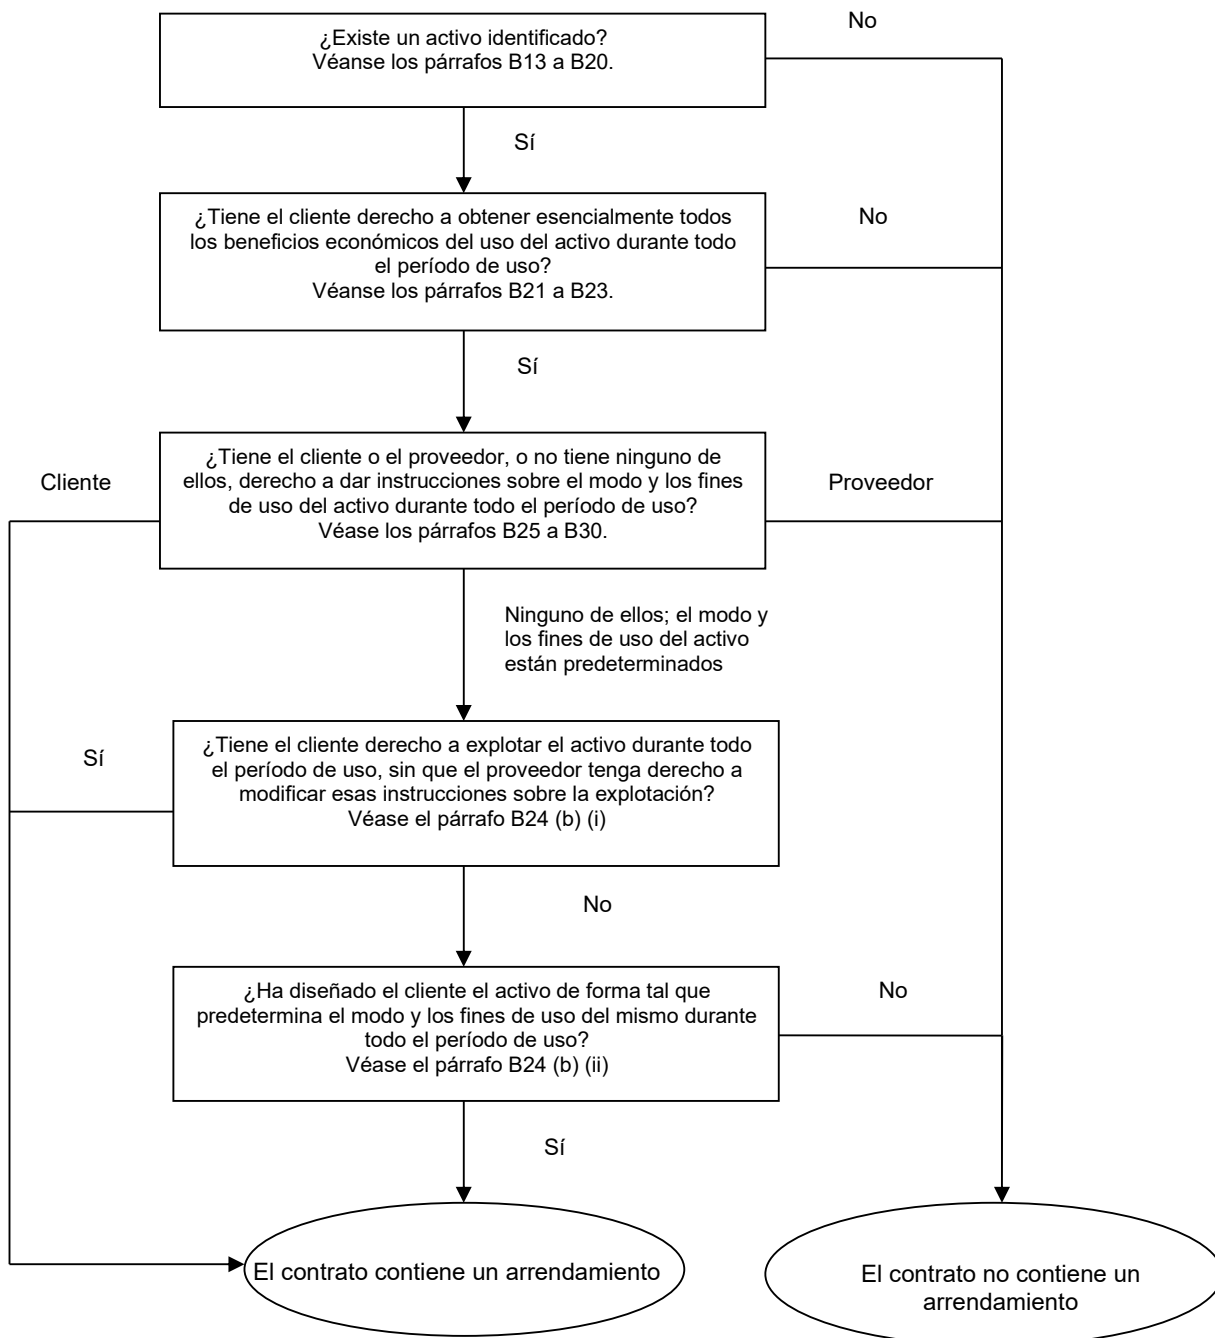 No
¿Existe un activo identificado?
Véanse los párrafos B13 a B20.
Sí
¿Tiene el cliente derecho a obtener esencialmente todos
los beneficios económicos del uso del activo durante todo
el período de uso?
Véanse los párrafos B21 a B23.
No
Sí
Cliente
¿Tiene el cliente o el proveedor, o no tiene ninguno de
ellos, derecho a dar instrucciones sobre el modo y los fines
de uso del activo durante todo el período de uso?
Véase los párrafos B25 a B30.
Proveedor
Ninguno de ellos; el modo y
los fines de uso del activo
están predeterminados
Sí
¿Tiene el cliente derecho a explotar el activo durante todo
el período de uso, sin que el proveedor tenga derecho a
modificar esas instrucciones sobre la explotación?
Véase el párrafo B24 (b) (i)
No
¿Ha diseñado el cliente el activo de forma tal que
predetermina el modo y los fines de uso del mismo durante
todo el período de uso?
Véase el párrafo B24 (b) (ii)
No
Sí
El contrato contiene un arrendamiento
El contrato no contiene un
arrendamiento